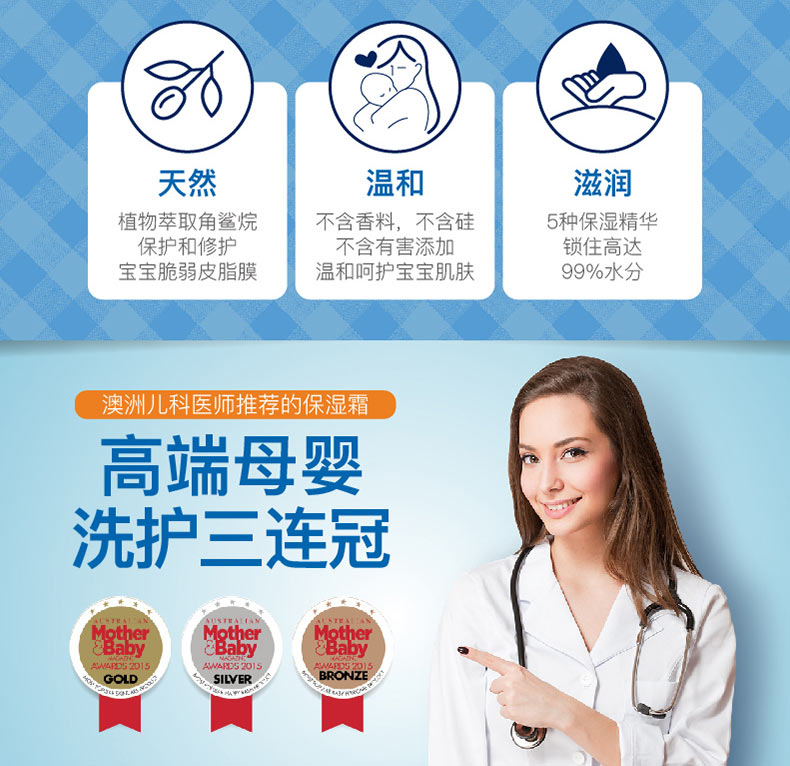 天然
植物萃取角鲨烷
保护和修护
宝宝脆弱皮脂膜
温和
不含香料，不含硅
不含有害添加
温和呵护宝宝肌肤
滋润
5种保湿精华
锁住高达
99%水分
澳洲儿科医师推荐的保湿霜
高端母婴
洗护三连冠
AUSTRALIAN
Mother
&Baby
MAGAZINE
AWARDS 2015
GOLD
AUSTRALIAN
Mother
&Baby
MAGAZINE
AWARDS 2015
SILVER
AUSTRALIAN
Mother
&Baby
MAGAZINE
AWARDS 2015
BRONZE